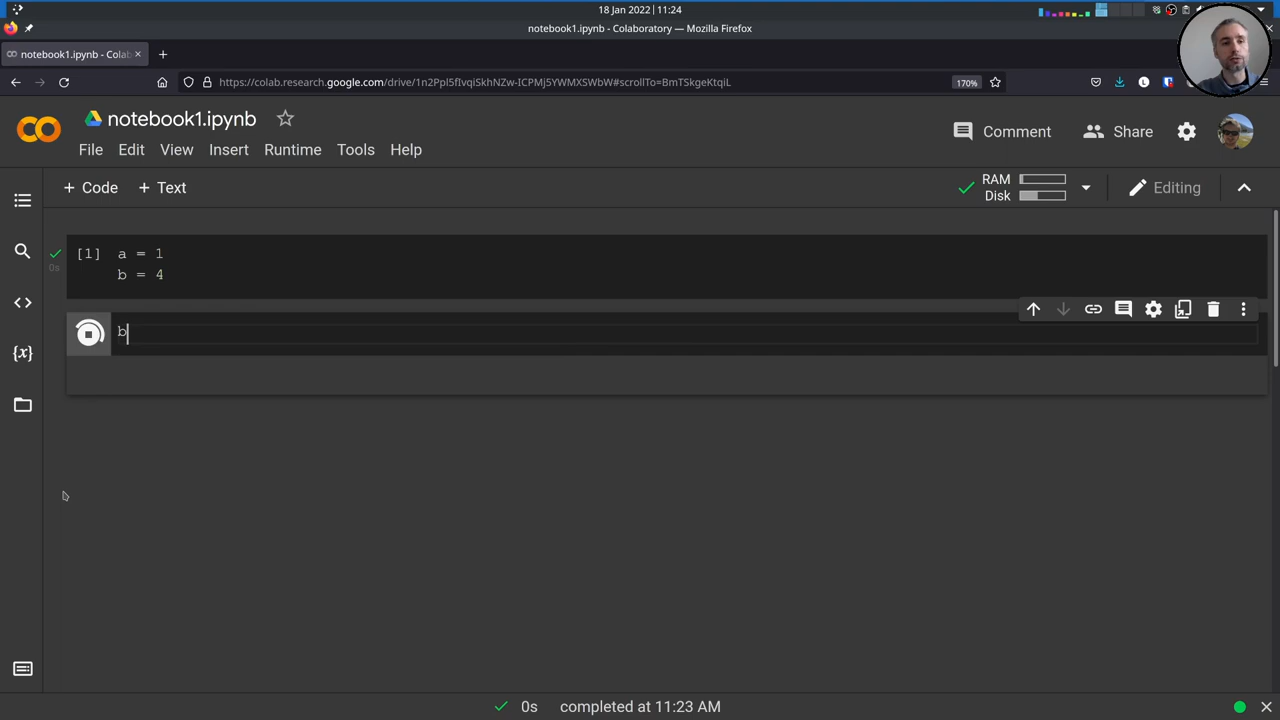 18 Jan 2022 | 11:24
notebook1.ipynb - Colaboratory — Mozilla Firefox
notebook1.ipynb - Colab
https://colab.research.google.com/drive/1n2Ppl5fIvqiSkhNZw-ICPMj5YWMXSWbW#scrollTo=BmTSkgeKtqiL
170%
notebook1.ipynb
Comment
Share
File Edit View Insert Runtime Tools Help
+ Code + Text
RAM
Disk
Editing
[1] a = 1
0s b = 4
b
{x}
0s completed at 11:23 AM